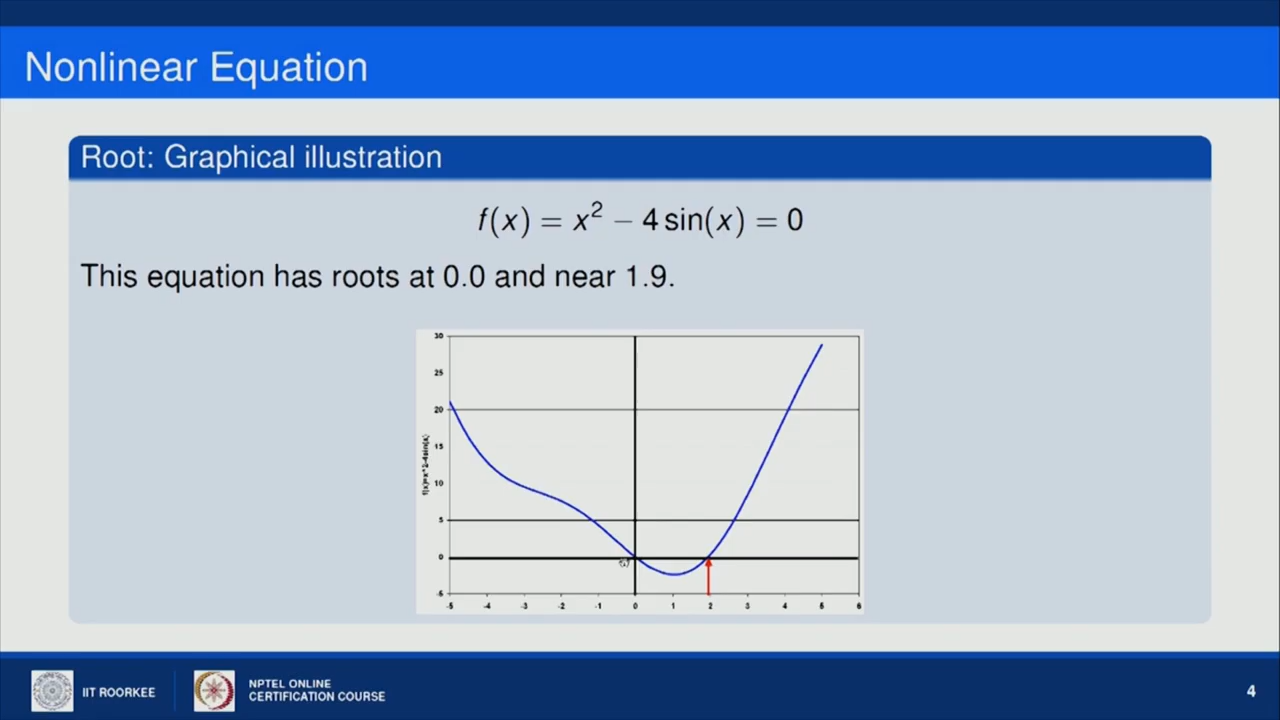 Nonlinear Equation
Root: Graphical illustration
f(x) = x² − 4 sin(x) = 0
This equation has roots at 0.0 and near 1.9.
30
25
20
15
10
5
0
-5
f(x)=x^2-4sin(x)
-5 -4 -3 -2 -1 0 1 2 3 4 5 6
IIT ROORKEE
NPTEL ONLINE
CERTIFICATION COURSE
4